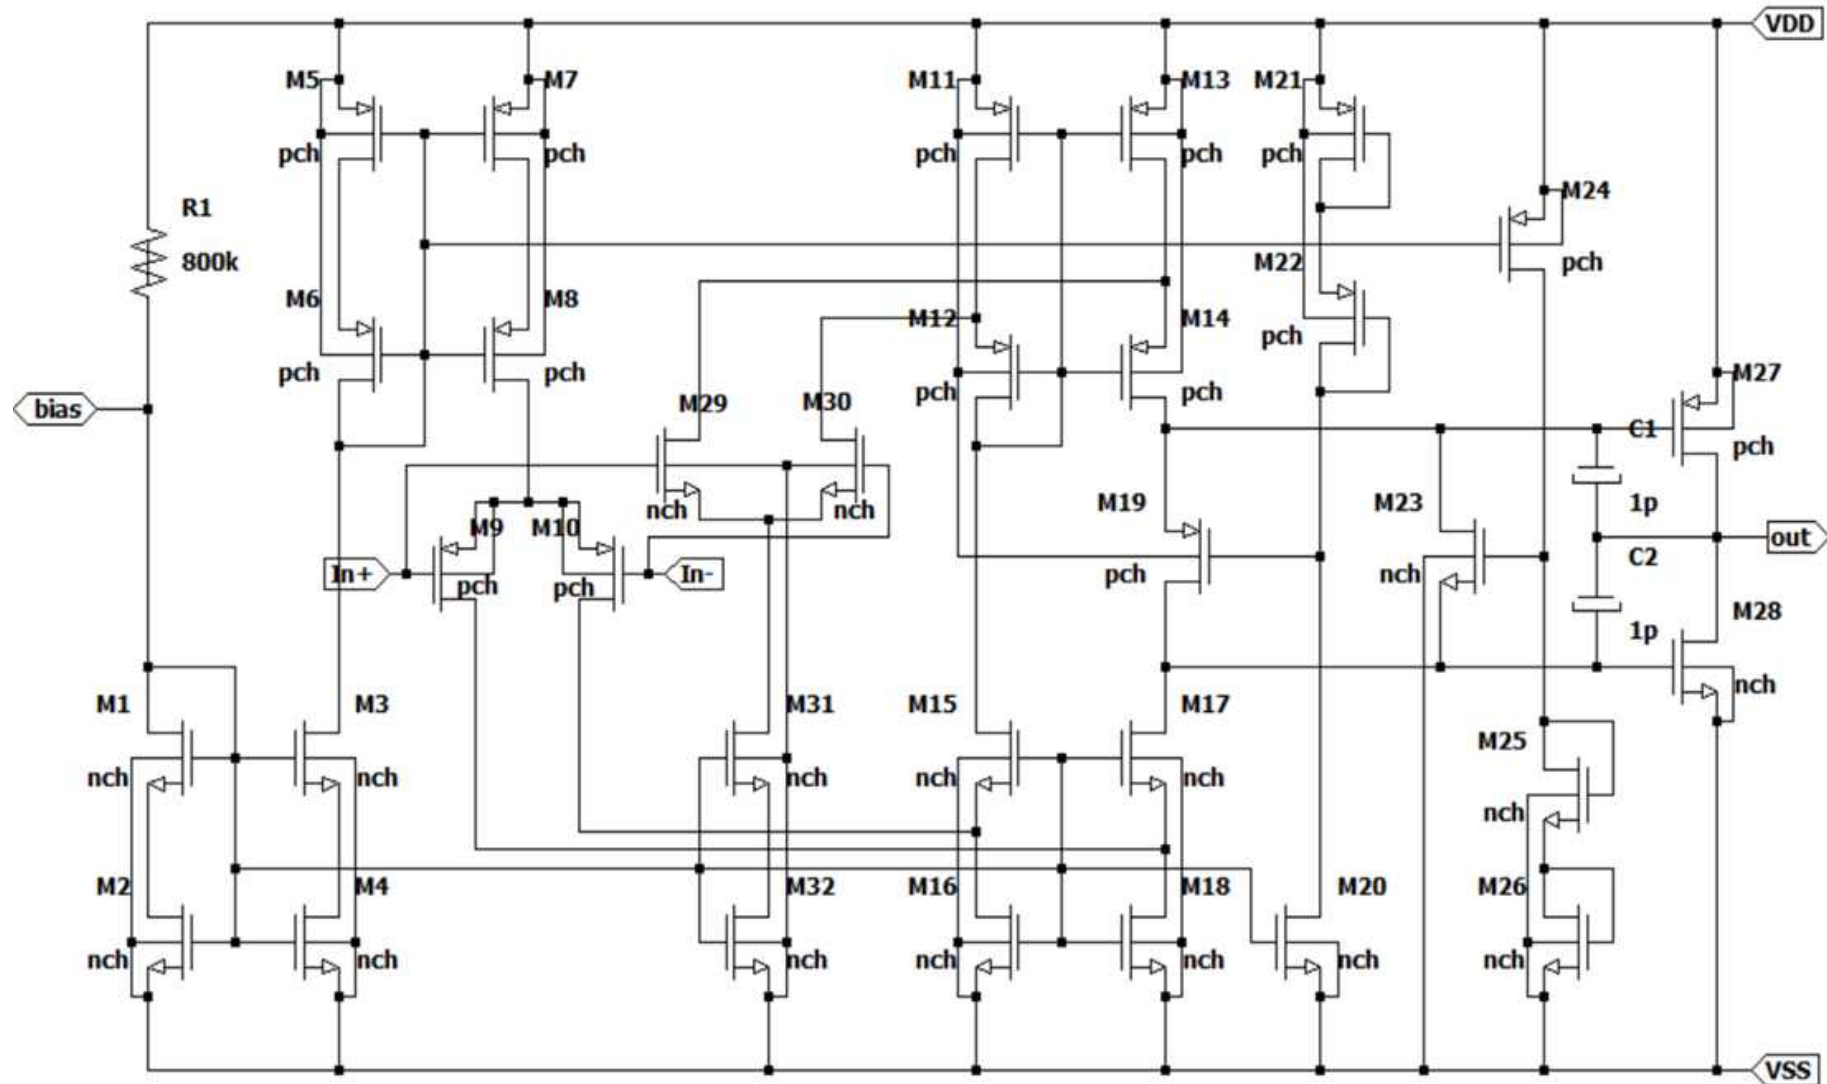 VDD
M5
M7
M11
M13
M21
pch
pch
pch
pch
pch
M24
R1
800k
pch
M22
M6
M8
M12
M14
pch
pch
pch
pch
pch
M27
bias
M29
M30
C1
pch
nch
nch
M19
M23
1p
M9
M10
out
In+
pch
pch
In-
pch
nch
C2
M28
1p
nch
M1
M3
M31
M15
M17
M25
nch
nch
nch
nch
nch
nch
M2
M4
M32
M16
M18
M20
M26
nch
nch
nch
nch
nch
nch
nch
VSS